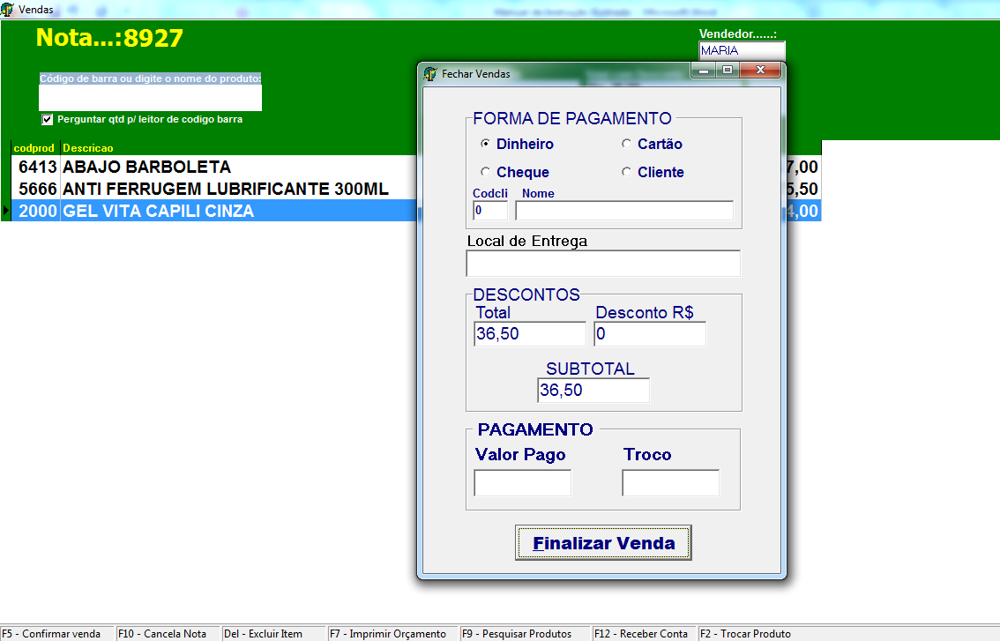 Vendas
Nota...:8927
Vendedor......:
MARIA
Código de barra ou digite o nome do produto:
Perguntar qtd p/ leitor de codigo barra
codprod Descricao
6413 ABAJO BARBOLETA 7,00
5666 ANTI FERRUGEM LUBRIFICANTE 300ML 5,50
2000 GEL VITA CAPILI CINZA 4,00
Fechar Vendas
FORMA DE PAGAMENTO
Dinheiro Cartão
Cheque Cliente
Codcli Nome
0
Local de Entrega
DESCONTOS
Total Desconto R$
36,50 0
SUBTOTAL
36,50
PAGAMENTO
Valor Pago Troco
Finalizar Venda
F5 - Confirmar venda F10 - Cancela Nota Del - Excluir Item F7 - Imprimir Orçamento F9 - Pesquisar Produtos F12 - Receber Conta F2 - Trocar Produto